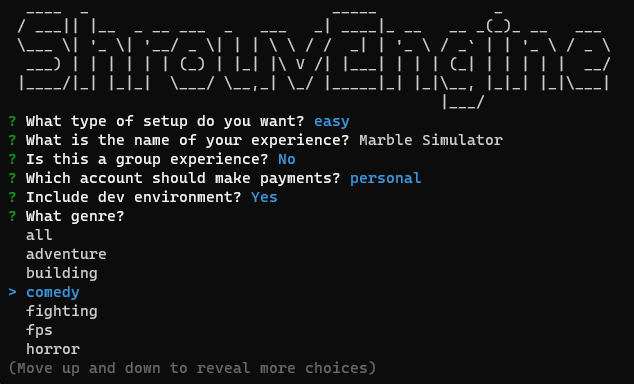 ShrouvEngine
? What type of setup do you want? easy
? What is the name of your experience? Marble Simulator
? Is this a group experience? No
? Which account should make payments? personal
? Include dev environment? Yes
? What genre?
all
adventure
building
> comedy
fighting
fps
horror
(Move up and down to reveal more choices)